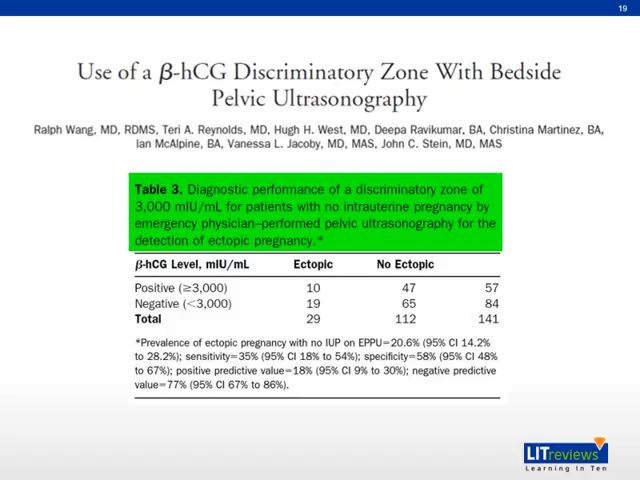 19
Use of a β-hCG Discriminatory Zone With Bedside
Pelvic Ultrasonography
Ralph Wang, MD, RDMS, Teri A. Reynolds, MD, Hugh H. West, MD, Deepa Ravikumar, BA, Christina Martinez, BA,
Ian McAlpine, BA, Vanessa L. Jacoby, MD, MAS, John C. Stein, MD, MAS
Table 3. Diagnostic performance of a discriminatory zone of
3,000 mIU/mL for patients with no intrauterine pregnancy by
emergency physician–performed pelvic ultrasonography for the
detection of ectopic pregnancy.*
β-hCG Level, mIU/mL Ectopic No Ectopic
Positive (≥3,000) 10 47 57
Negative (<3,000) 19 65 84
Total 29 112 141
*Prevalence of ectopic pregnancy with no IUP on EPPU=20.6% (95% CI 14.2%
to 28.2%); sensitivity=35% (95% CI 18% to 54%); specificity=58% (95% CI 48%
to 67%); positive predictive value=18% (95% CI 9% to 30%); negative predictive
value=77% (95% CI 67% to 86%).
LITreviews
Learning In Ten